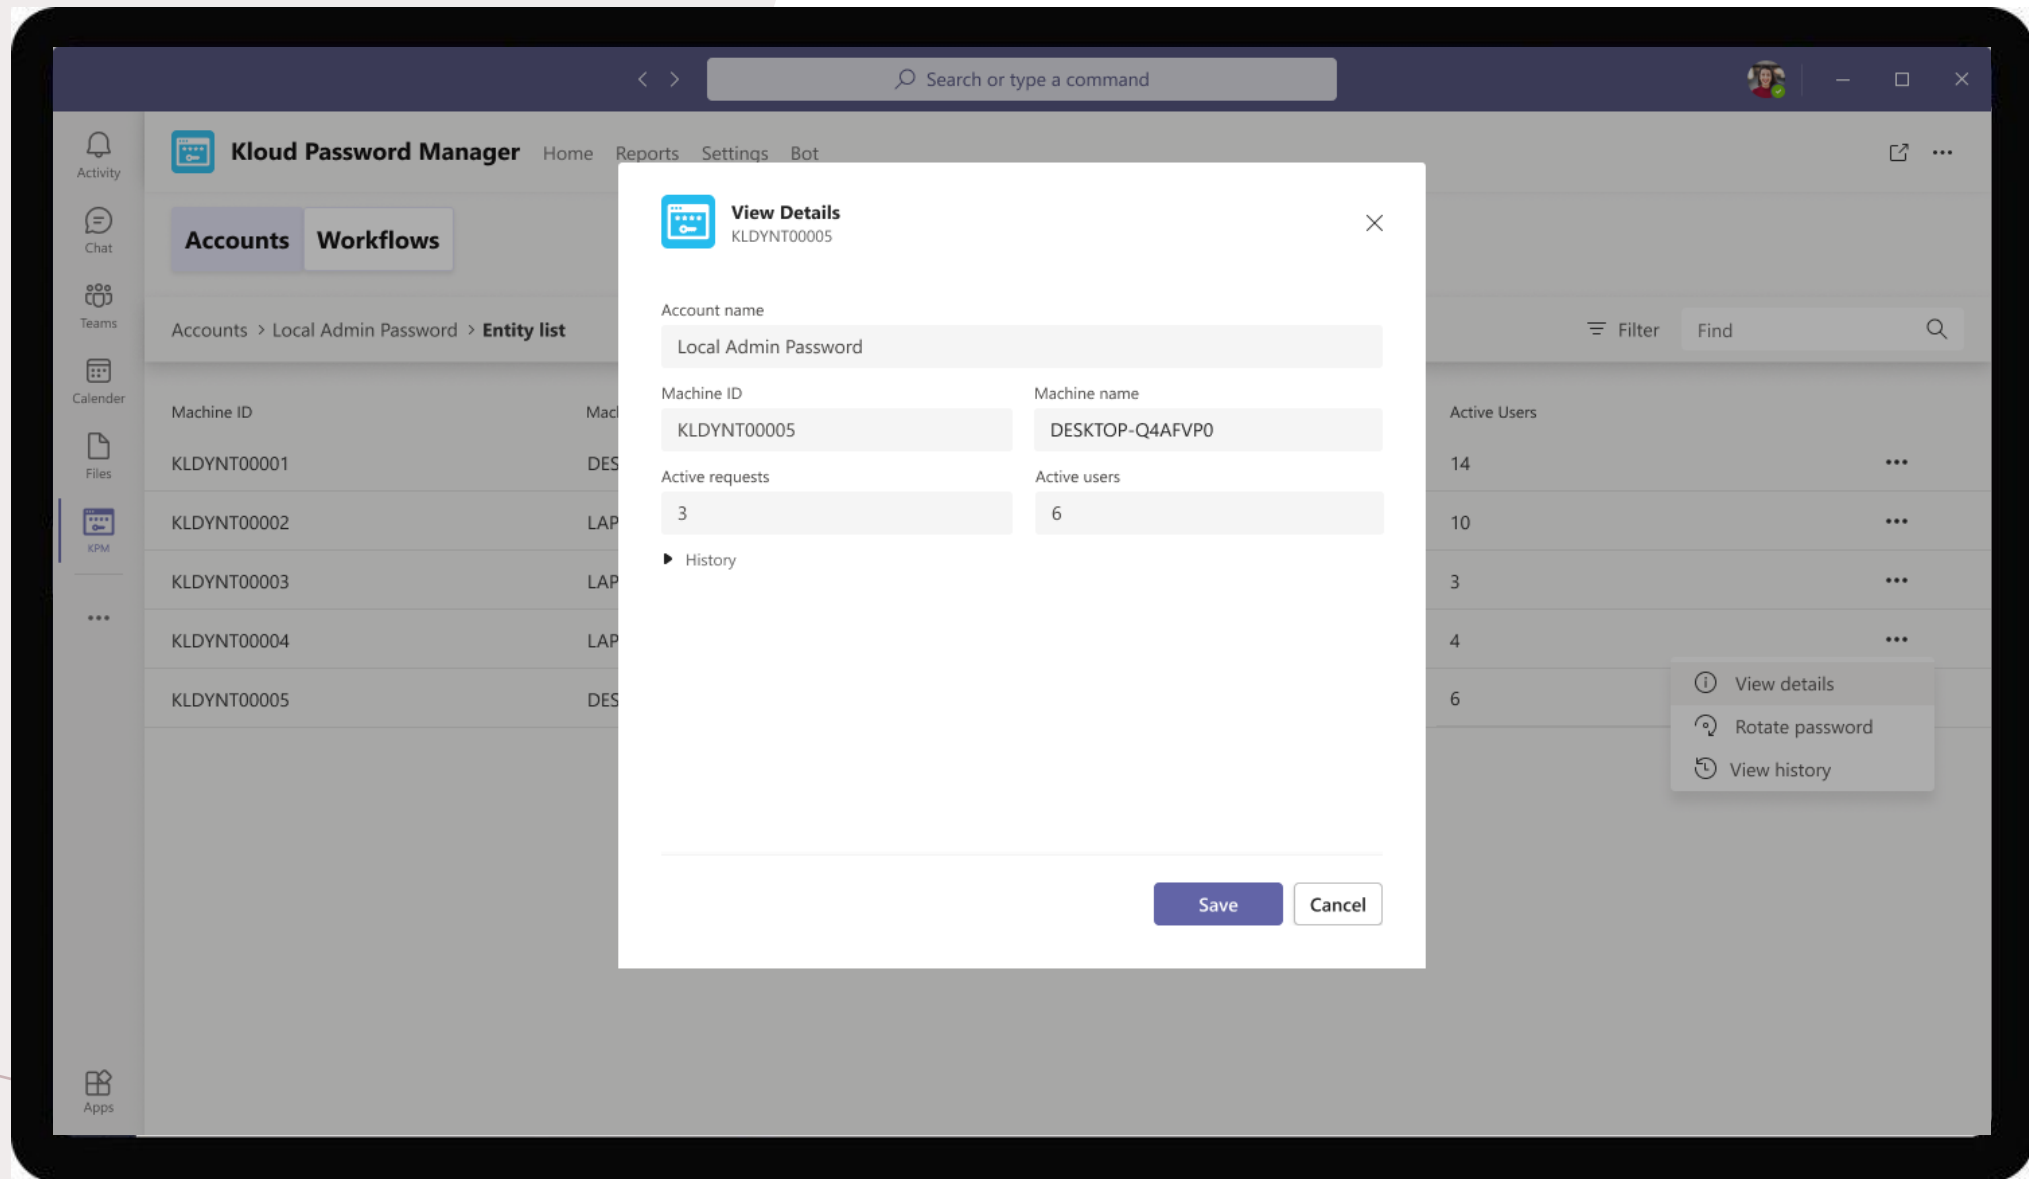 Search or type a command
Activity
Chat
Teams
Calender
Files
KPM
Apps
Kloud Password Manager Home Reports Settings Bot
Accounts Workflows
Accounts > Local Admin Password > Entity list
Filter Find
Machine ID Active Users
KLDYNT00001 14
KLDYNT00002 10
KLDYNT00003 3
KLDYNT00004 4
KLDYNT00005 6
View details
Rotate password
View history
View Details
KLDYNT00005
Account name
Local Admin Password
Machine ID Machine name
KLDYNT00005 DESKTOP-Q4AFVP0
Active requests Active users
3 6
History
Save Cancel